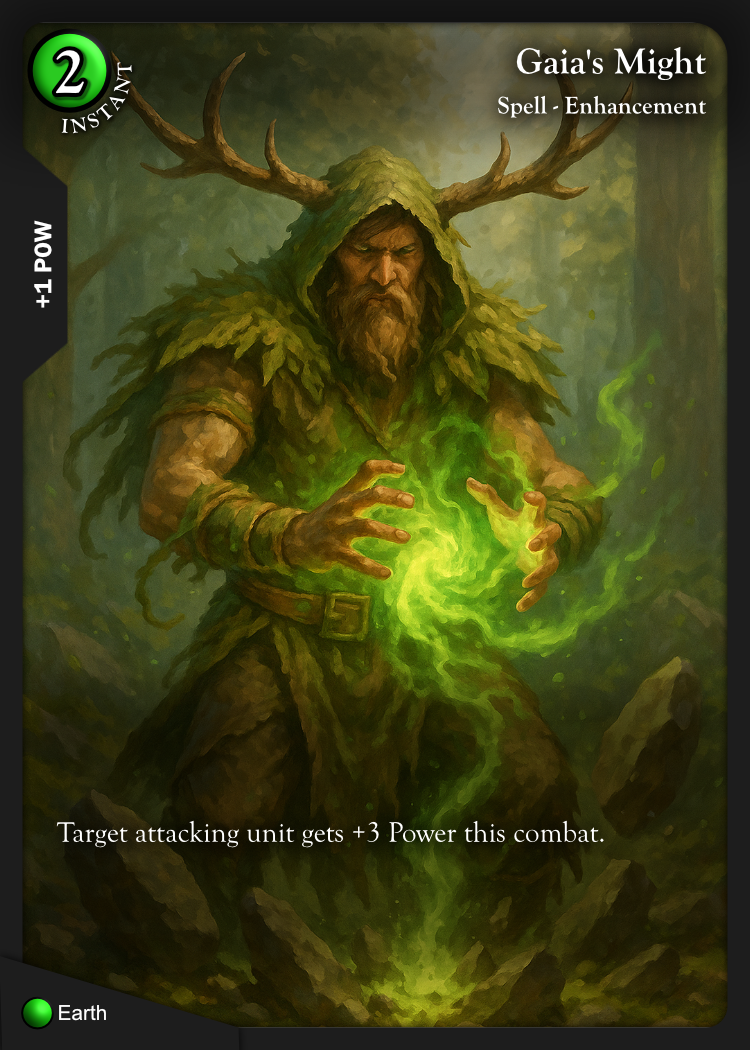 2
INSTANT
Gaia's Might
Spell - Enhancement
+1 POW
Target attacking unit gets +3 Power this combat.
Earth